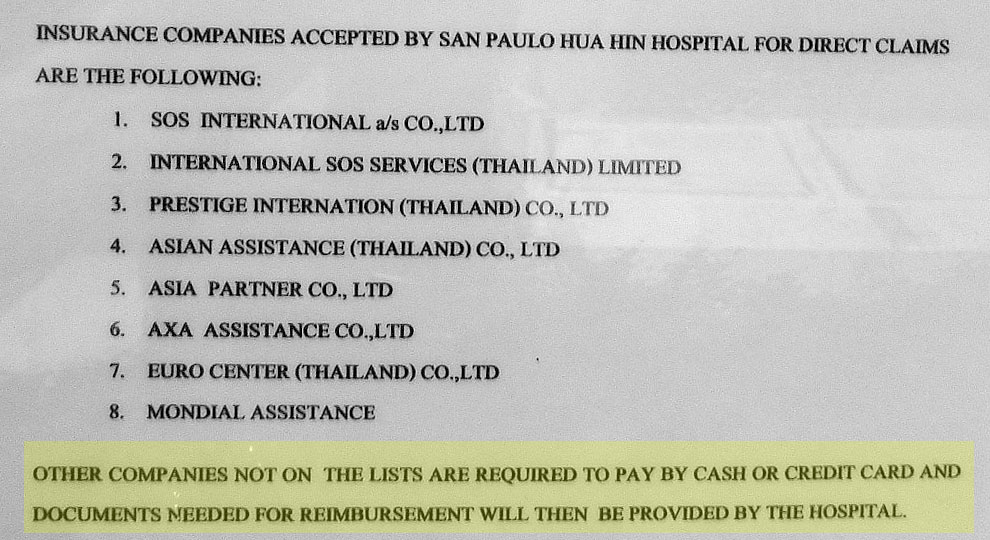 INSURANCE COMPANIES ACCEPTED BY SAN PAULO HUA HIN HOSPITAL FOR DIRECT CLAIMS
ARE THE FOLLOWING:
1. SOS INTERNATIONAL a/s CO.,LTD
2. INTERNATIONAL SOS SERVICES (THAILAND) LIMITED
3. PRESTIGE INTERNATION (THAILAND) CO., LTD
4. ASIAN ASSISTANCE (THAILAND) CO., LTD
5. ASIA PARTNER CO., LTD
6. AXA ASSISTANCE CO.,LTD
7. EURO CENTER (THAILAND) CO.,LTD
8. MONDIAL ASSISTANCE
OTHER COMPANIES NOT ON THE LISTS ARE REQUIRED TO PAY BY CASH OR CREDIT CARD AND
DOCUMENTS NEEDED FOR REIMBURSEMENT WILL THEN BE PROVIDED BY THE HOSPITAL.